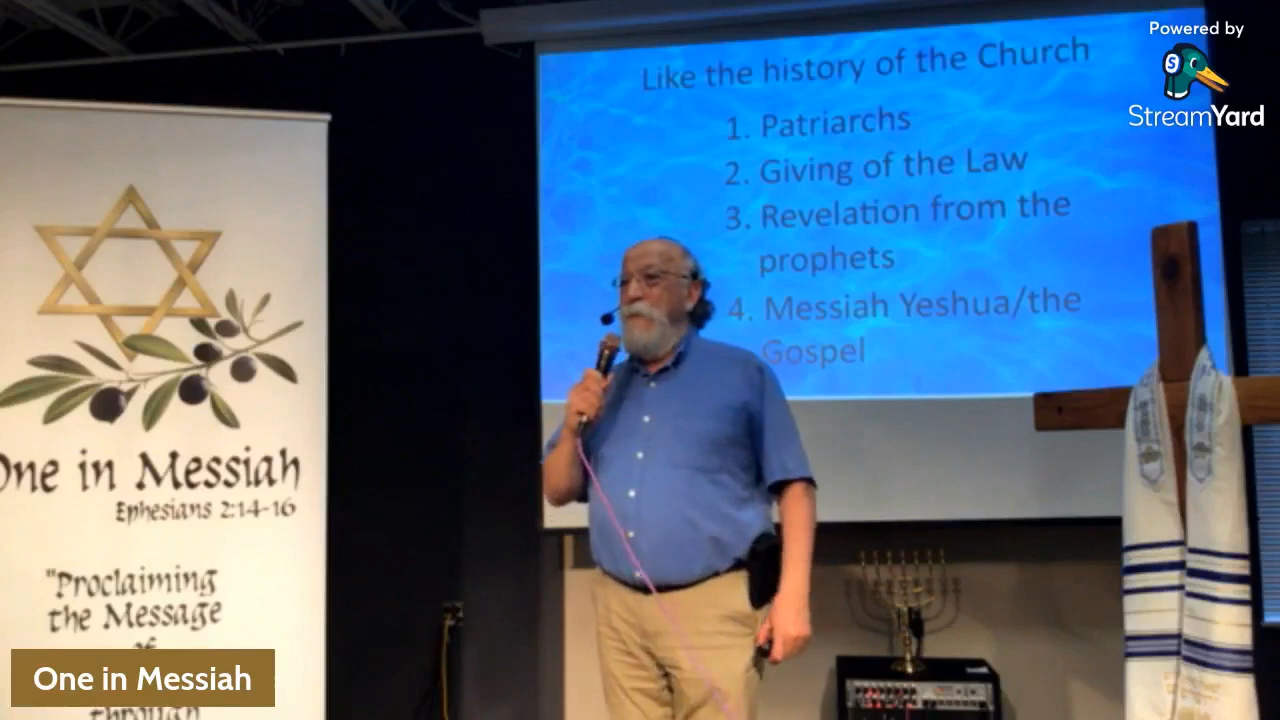 Powered by
StreamYard
Like the history of the Church
1. Patriarchs
2. Giving of the Law
3. Revelation from the
prophets
4. Messiah Yeshua/the
Gospel
One in Messiah
Ephesians 2:14-16
"Proclaiming
the Message
of
through
One in Messiah